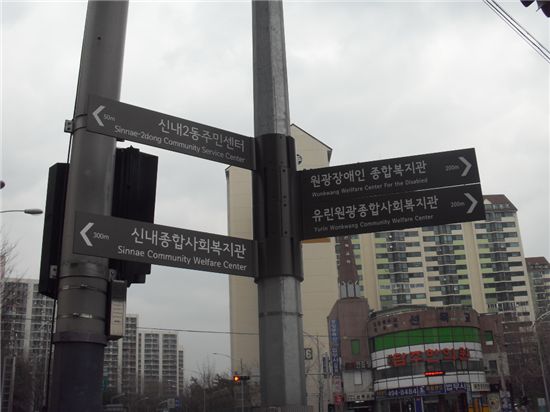 50m
신내2동주민센터
Sinnae-2dong Community Service Center
300m
신내종합사회복지관
Sinnae Community Welfare Center
원광장애인 종합복지관
Wonkwang Welfare Center For the Disabled
200m
유린원광종합사회복지관
Yurin Wonkwang Community Welfare Center
200m
494-8484